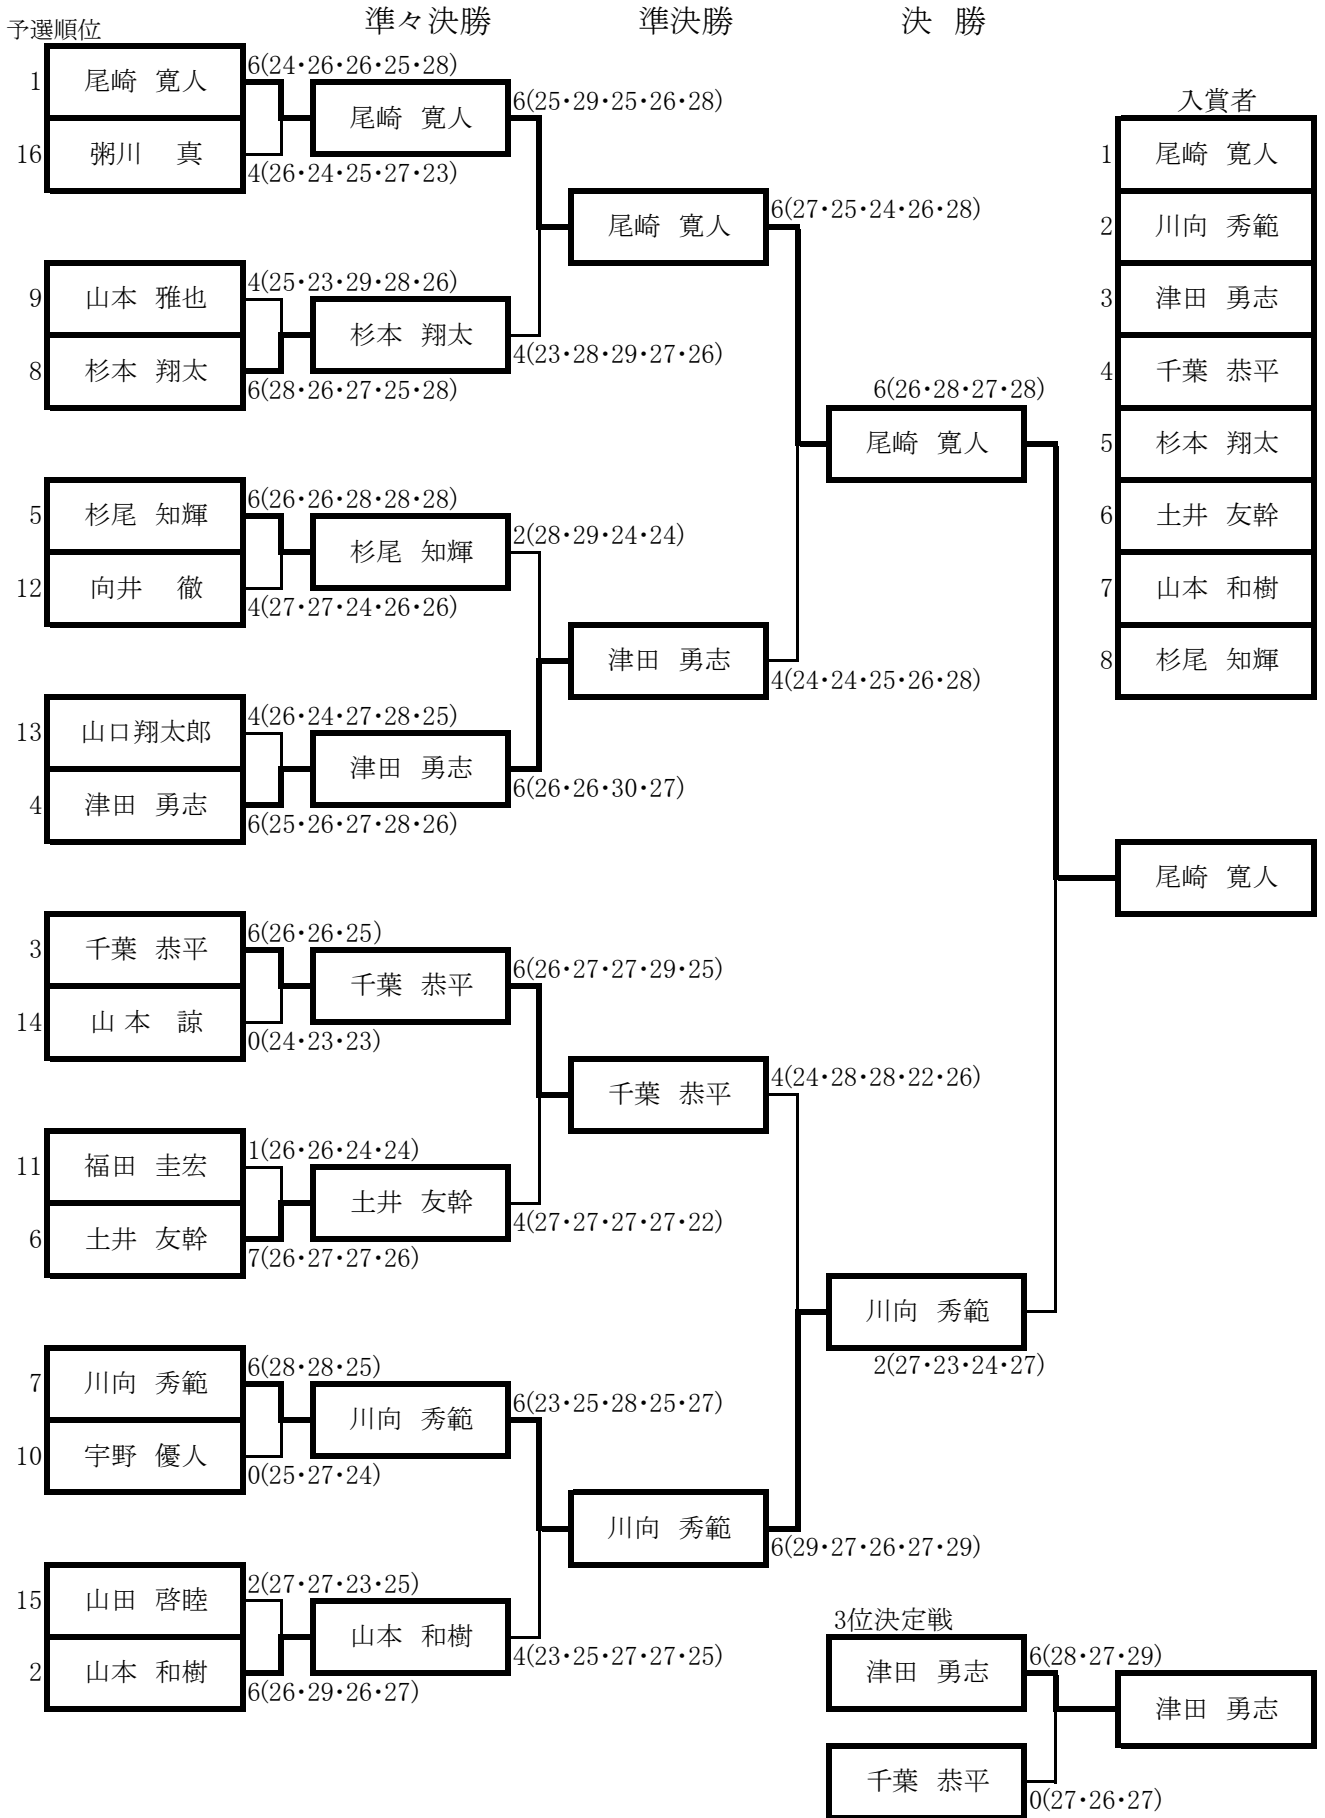 準々決勝 準決勝 決 勝
予選順位
6(24・26・26・25・28)
1 尾崎 寛人
尾崎 寛人
6(25・29・25・26・28)
16 粥川 真
4(26・24・25・27・23)
尾崎 寛人
6(27・25・24・26・28)
4(25・23・29・28・26)
9 山本 雅也
杉本 翔太
4(23・28・29・27・26)
8 杉本 翔太
6(28・26・27・25・28)
6(26・28・27・28)
尾崎 寛人
6(26・26・28・28・28)
5 杉尾 知輝
杉尾 知輝
2(28・29・24・24)
12 向井 徹
4(27・27・24・26・26)
津田 勇志
4(24・24・25・26・28)
4(26・24・27・28・25)
13 山口翔太郎
津田 勇志
6(26・26・30・27)
4 津田 勇志
6(25・26・27・28・26)
入賞者
1 尾崎 寛人
2 川向 秀範
3 津田 勇志
4 千葉 恭平
5 杉本 翔太
6 土井 友幹
7 山本 和樹
8 杉尾 知輝
尾崎 寛人
6(26・26・25)
3 千葉 恭平
千葉 恭平
6(26・27・27・29・25)
14 山 本 諒
0(24・23・23)
千葉 恭平
4(24・28・28・22・26)
1(26・26・24・24)
11 福田 圭宏
土井 友幹
4(27・27・27・27・22)
6 土井 友幹
7(26・27・27・26)
川向 秀範
2(27・23・24・27)
6(28・28・25)
7 川向 秀範
川向 秀範
6(23・25・28・25・27)
10 宇野 優人
0(25・27・24)
川向 秀範
6(29・27・26・27・29)
2(27・27・23・25)
15 山田 啓睦
山本 和樹
4(23・25・27・27・25)
2 山本 和樹
6(26・29・26・27)
3位決定戦
津田 勇志
6(28・27・29)
津田 勇志
千葉 恭平
0(27・26・27)